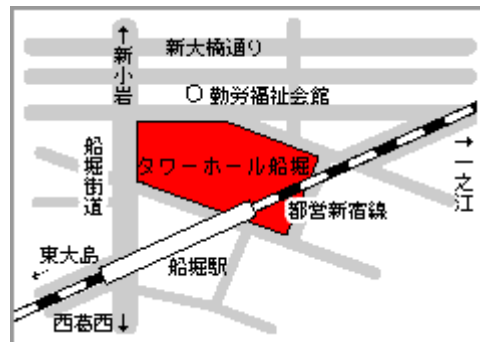 ↑新小岩
新大橋通り
○勤労福祉会館
船堀街道
タワーホール船堀
→一之江
都営新宿線
東大島
←
船堀駅
西葛西↓